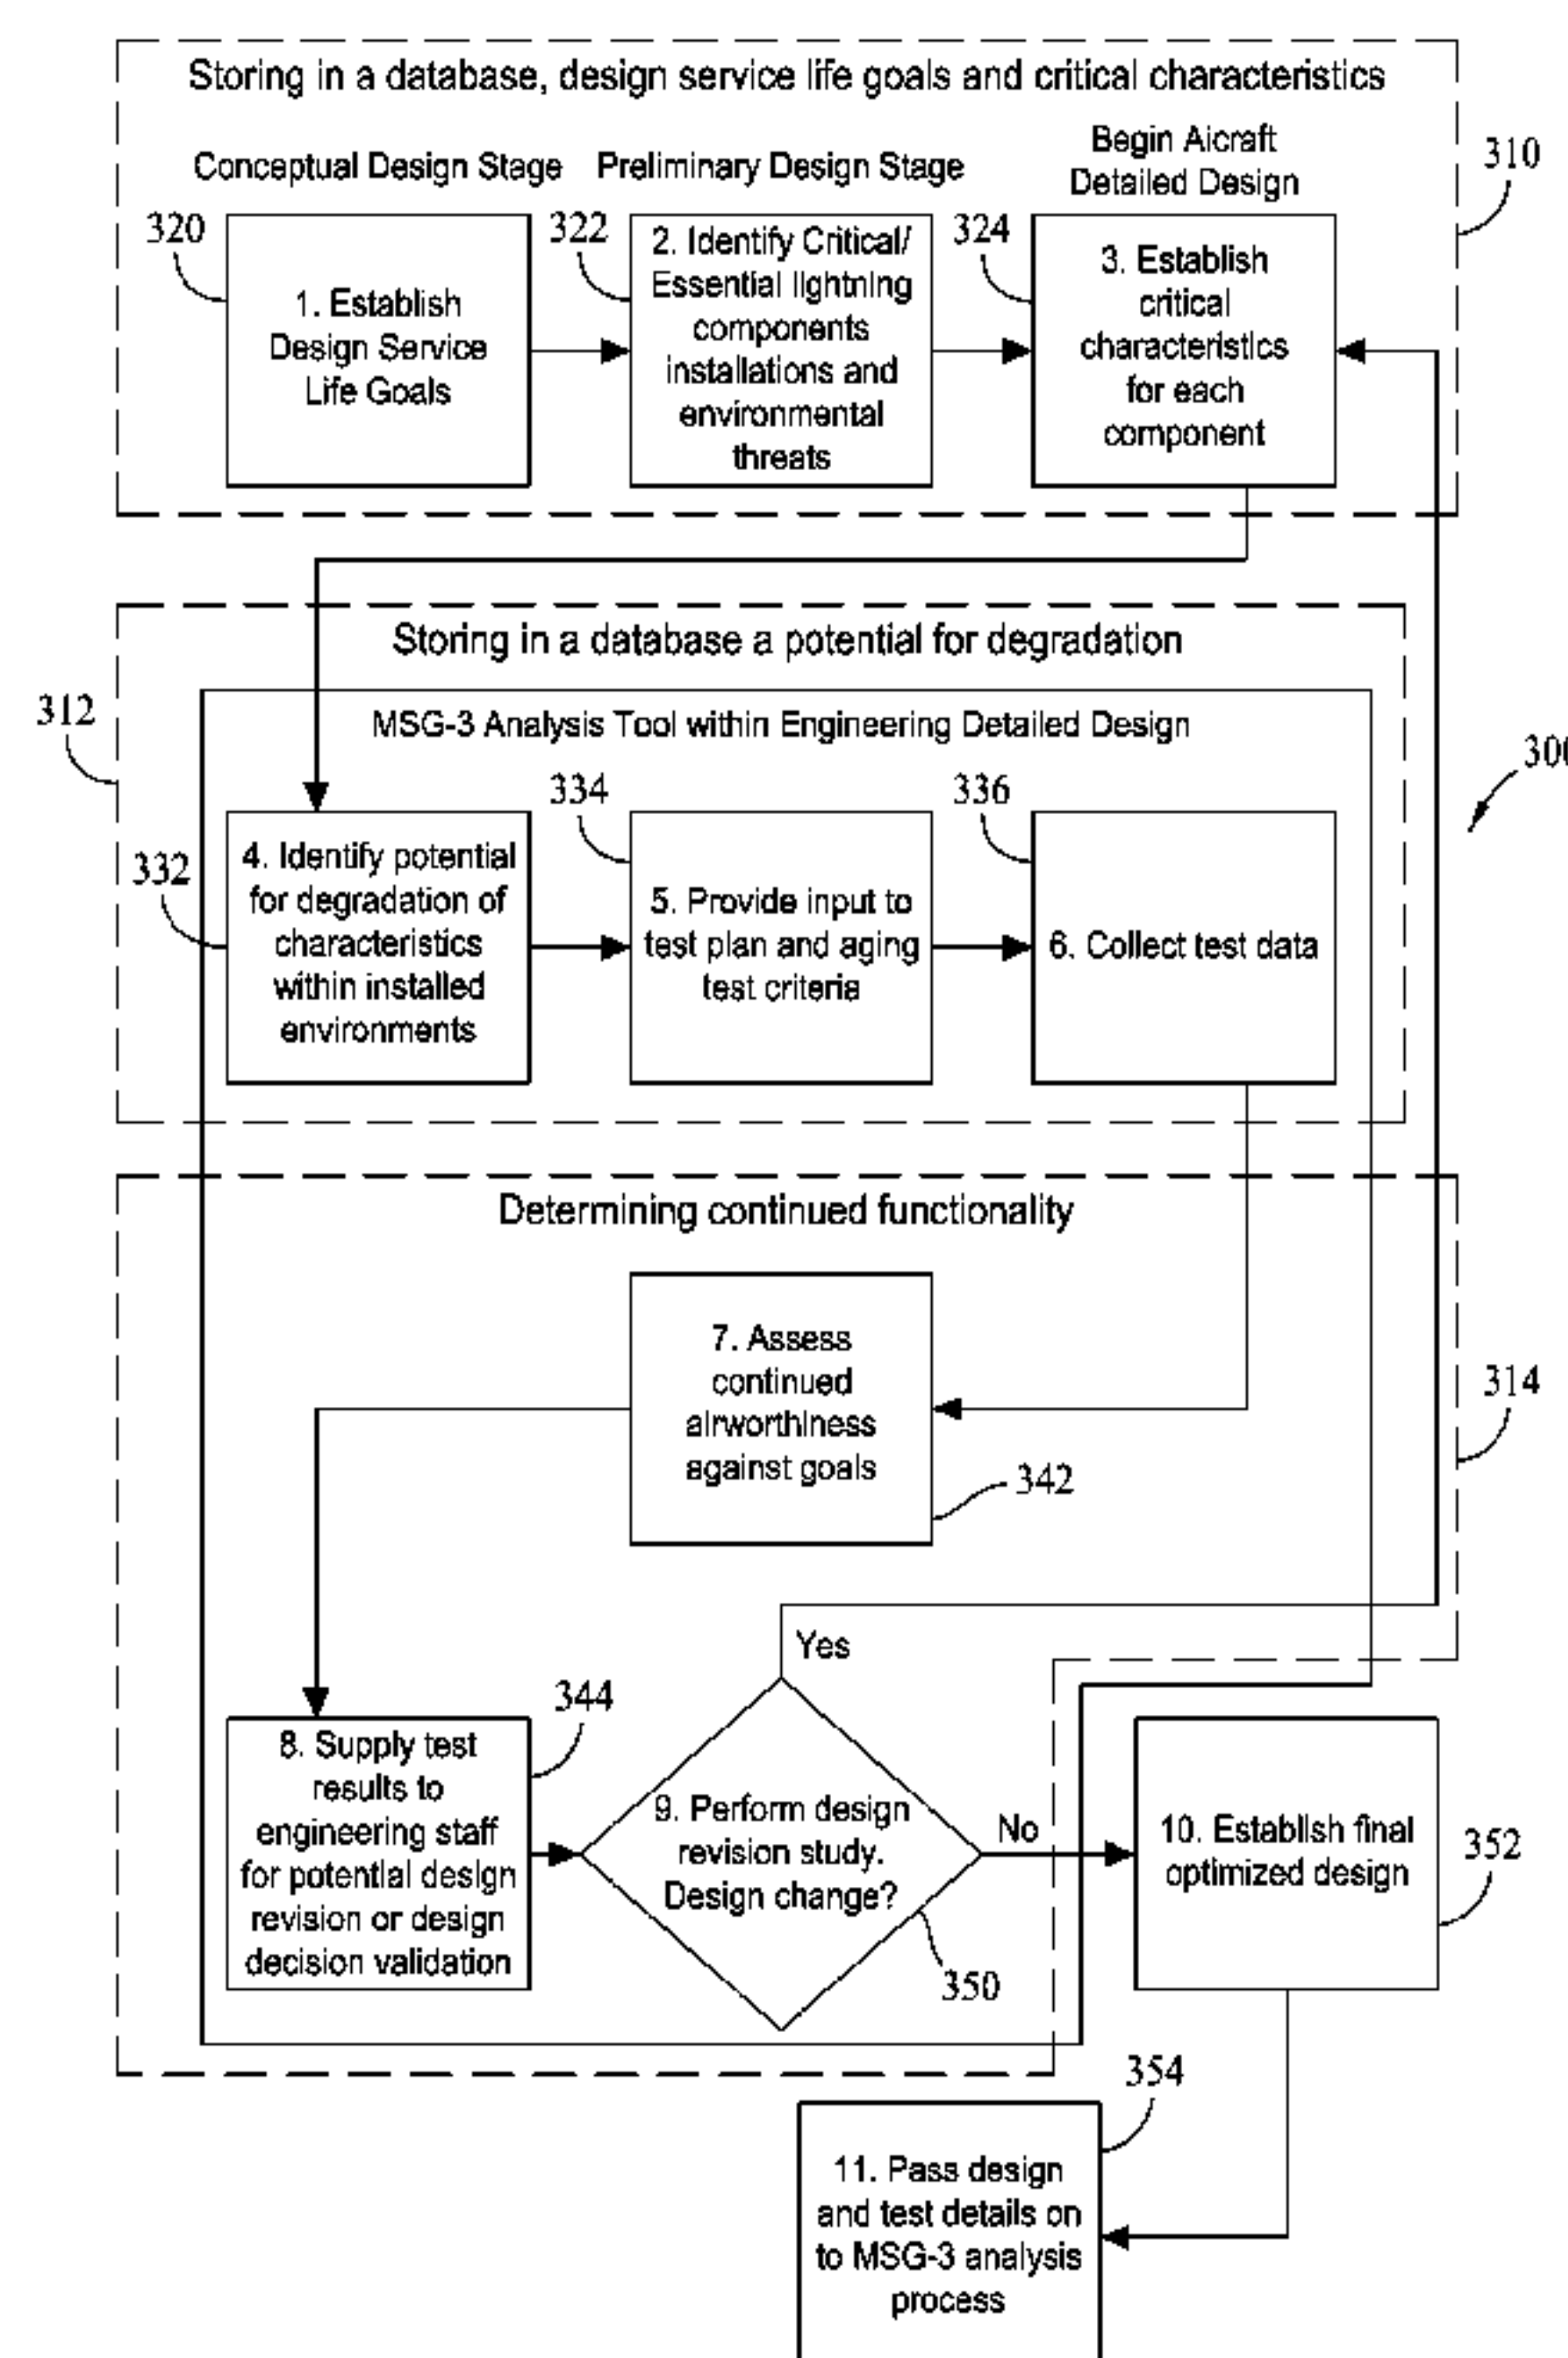 Storing in a database, design service life goals and critical characteristics
Conceptual Design Stage
Preliminary Design Stage
Begin Aicraft
Detailed Design
310
320
1. Establish
Design Service
Life Goals
322
2. Identify Critical/
Essential lightning
components
installations and
environmental
threats
324
3. Establish
critical
characteristics
for each
component
Storing in a database a potential for degradation
312
MSG-3 Analysis Tool within Engineering Detailed Design
300
332
4. Identify potential
for degradation of
characteristics
within installed
environments
334
5. Provide input to
test plan and aging
test criteria
336
6. Collect test data
Determining continued functionality
314
7. Assess
continued
airworthiness
against goals
342
Yes
344
8. Supply test
results to
engineering staff
for potential design
revision or design
decision validation
9. Perform design
revision study.
Design change?
350
No
10. Establish final
optimized design
352
354
11. Pass design
and test details on
to MSG-3 analysis
process